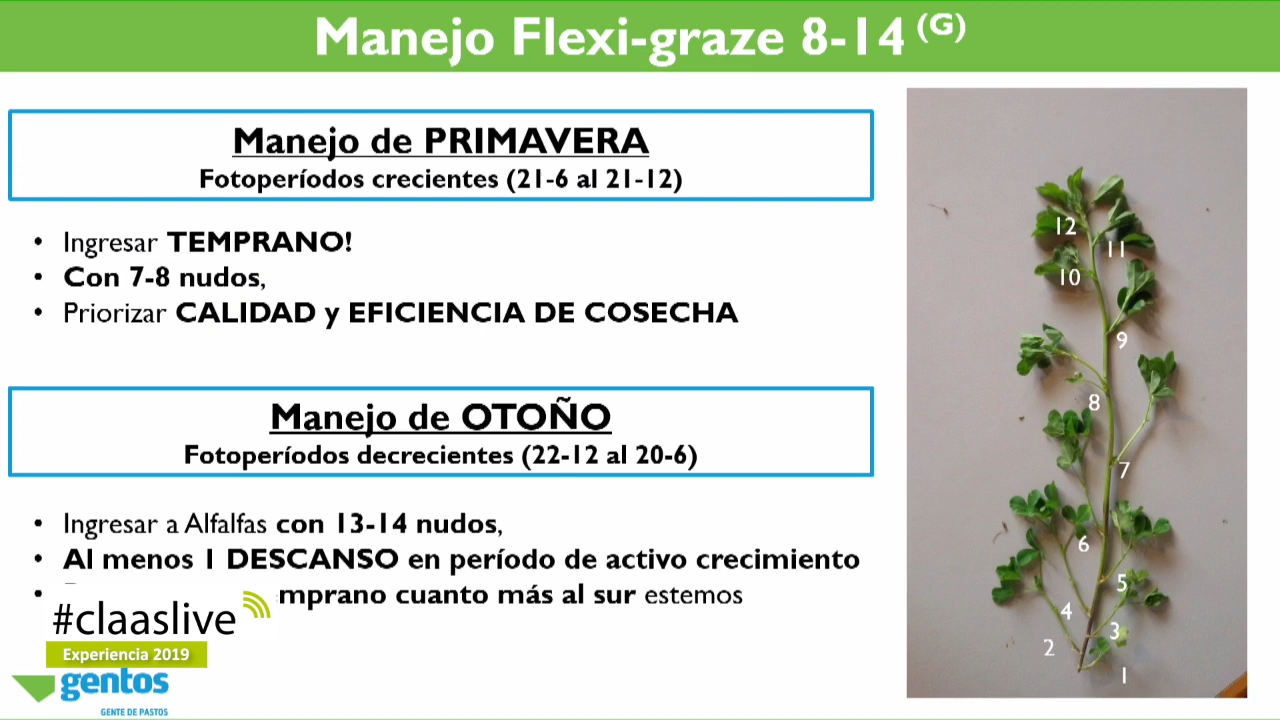 Manejo Flexi-graze 8-14 (G)
Manejo de PRIMAVERA
Fotoperíodos crecientes (21-6 al 21-12)
• Ingresar TEMPRANO!
• Con 7-8 nudos,
• Priorizar CALIDAD y EFICIENCIA DE COSECHA
Manejo de OTOÑO
Fotoperíodos decrecientes (22-12 al 20-6)
• Ingresar a Alfalfas con 13-14 nudos,
• Al menos 1 DESCANSO en período de activo crecimiento
• cuanto más al sur estemos
#claaslive
Experiencia 2019
gentos
GENTE DE PASTOS
12
11
10
9
8
7
6
5
4
3
2
1